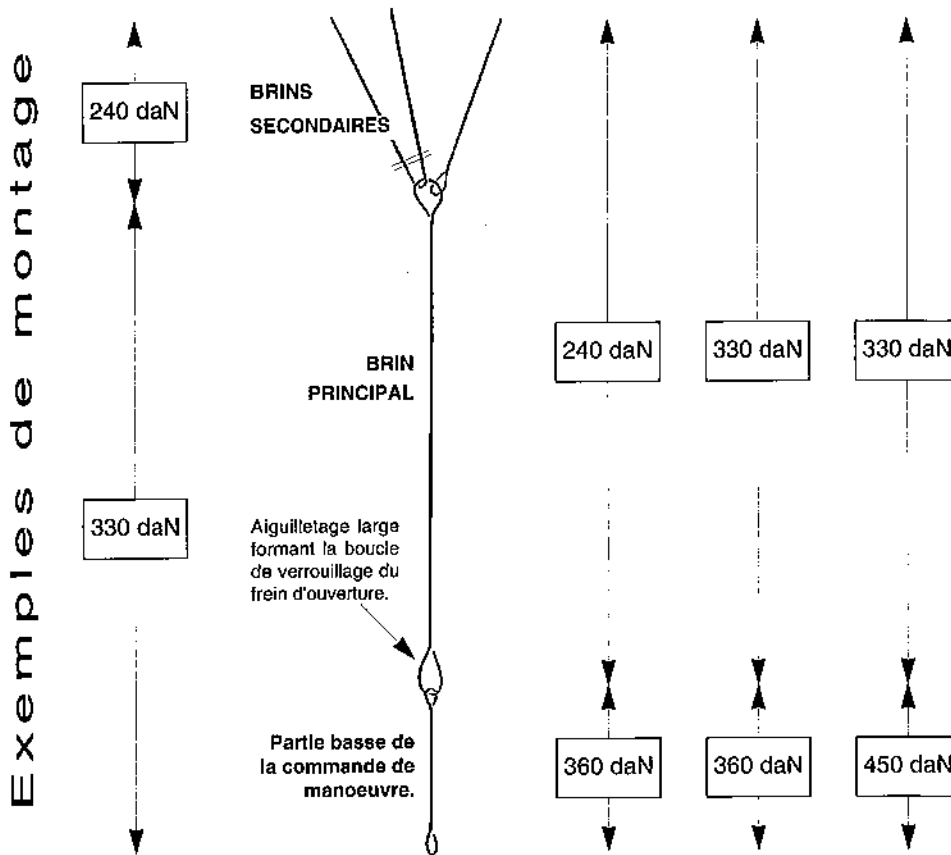 Exemples de montage
240 daN
330 daN
BRINS
SECONDAIRES
BRIN
PRINCIPAL
Aiguilletage large
formant la boucle
de verrouillage du
frein d'ouverture.
Partie basse de
la commande de
manoeuvre.
240 daN
330 daN
330 daN
360 daN
360 daN
450 daN